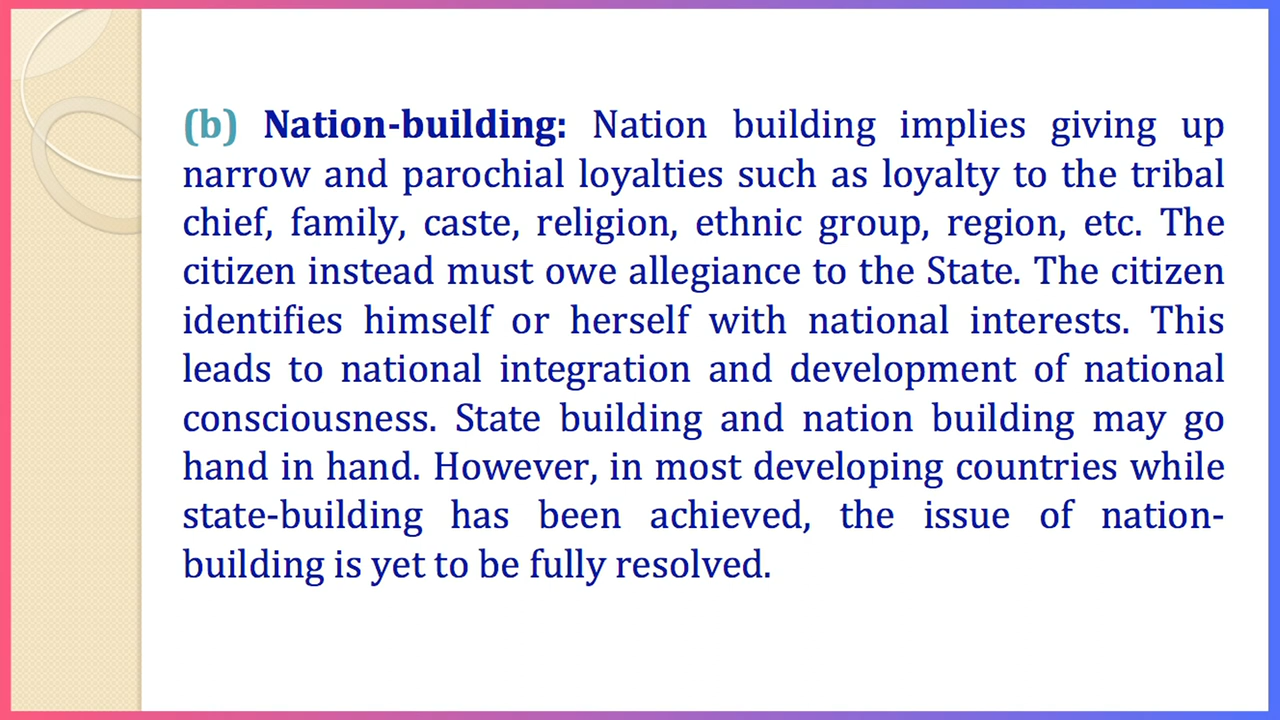 (b) Nation-building: Nation building implies giving up
narrow and parochial loyalties such as loyalty to the tribal
chief, family, caste, religion, ethnic group, region, etc. The
citizen instead must owe allegiance to the State. The citizen
identifies himself or herself with national interests. This
leads to national integration and development of national
consciousness. State building and nation building may go
hand in hand. However, in most developing countries while
state-building has been achieved, the issue of nation-
building is yet to be fully resolved.